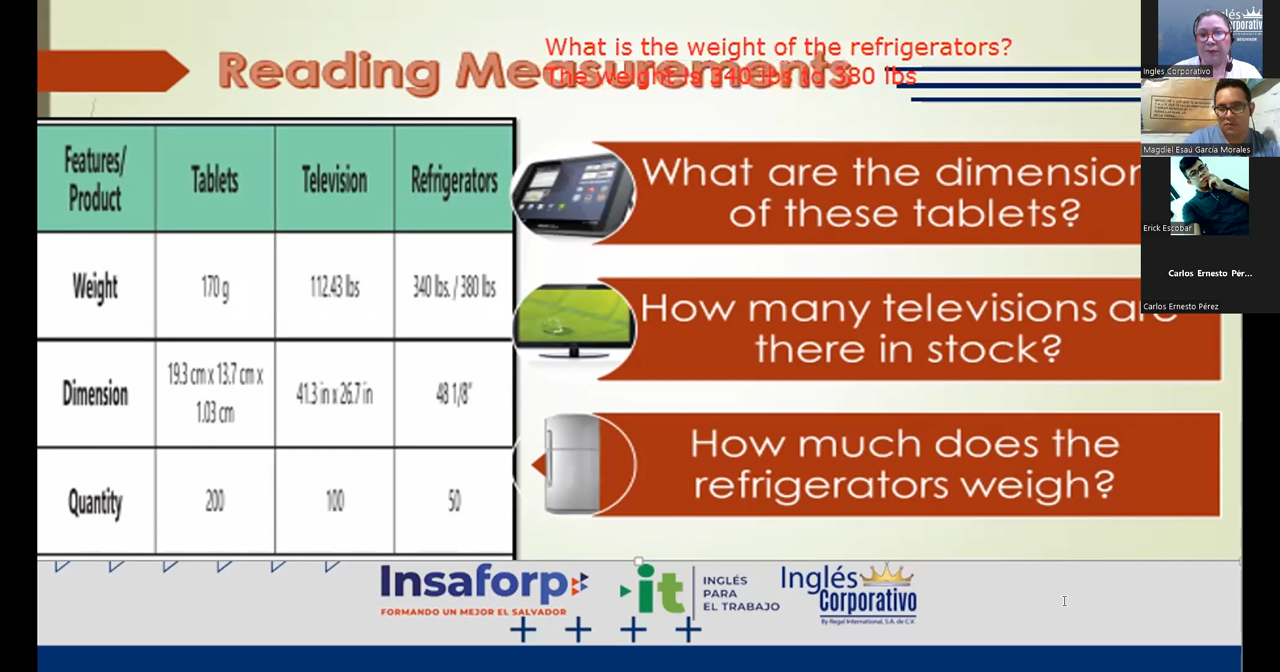 What is the weight of the refrigerators?
The weight is 340 lbs to 380 lbs
Reading Measurements
Features/
Product
Tablets
Television
Refrigerators
Weight
170 g
112.43 lbs
340 lbs. / 380 lbs
Dimension
19.3 cm x 13.7 cm x
1.03 cm
41.3 in x 26.7 in
48 1/8"
Quantity
200
100
50
What are the dimension
of these tablets?
How many televisions are
there in stock?
How much does the
refrigerators weigh?
Insaforp
FORMANDO UN MEJOR EL SALVADOR
it
INGLÉS
PARA
EL TRABAJO
Inglés
Corporativo
By Regal International, S.A. de C.V.
Ingles Corporativo
Magdiel Esaú García Morales
Erick Escobar
Carlos Ernesto Pér...
Carlos Ernesto Pérez